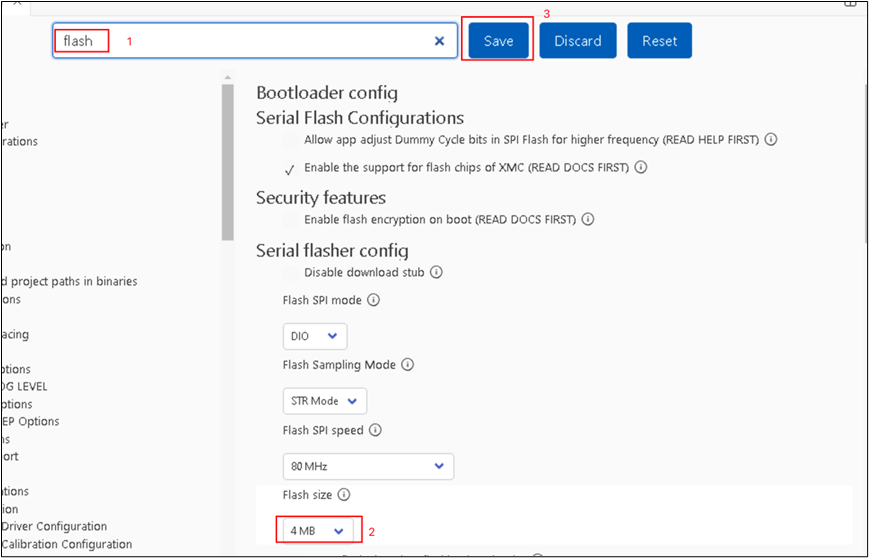 3
flash 1 Save Discard Reset
Bootloader config
Serial Flash Configurations
Allow app adjust Dummy Cycle bits in SPI Flash for higher frequency (READ HELP FIRST)
Enable the support for flash chips of XMC (READ DOCS FIRST)
Security features
Enable flash encryption on boot (READ DOCS FIRST)
Serial flasher config
Disable download stub
Flash SPI mode
DIO
Flash Sampling Mode
STR Mode
Flash SPI speed
80 MHz
Flash size
4 MB 2
er
rations
on
d project paths in binaries
ons
acing
ptions
OG LEVEL
ptions
EP Options
ns
ort
ations
ion
Driver Configuration
Calibration Configuration